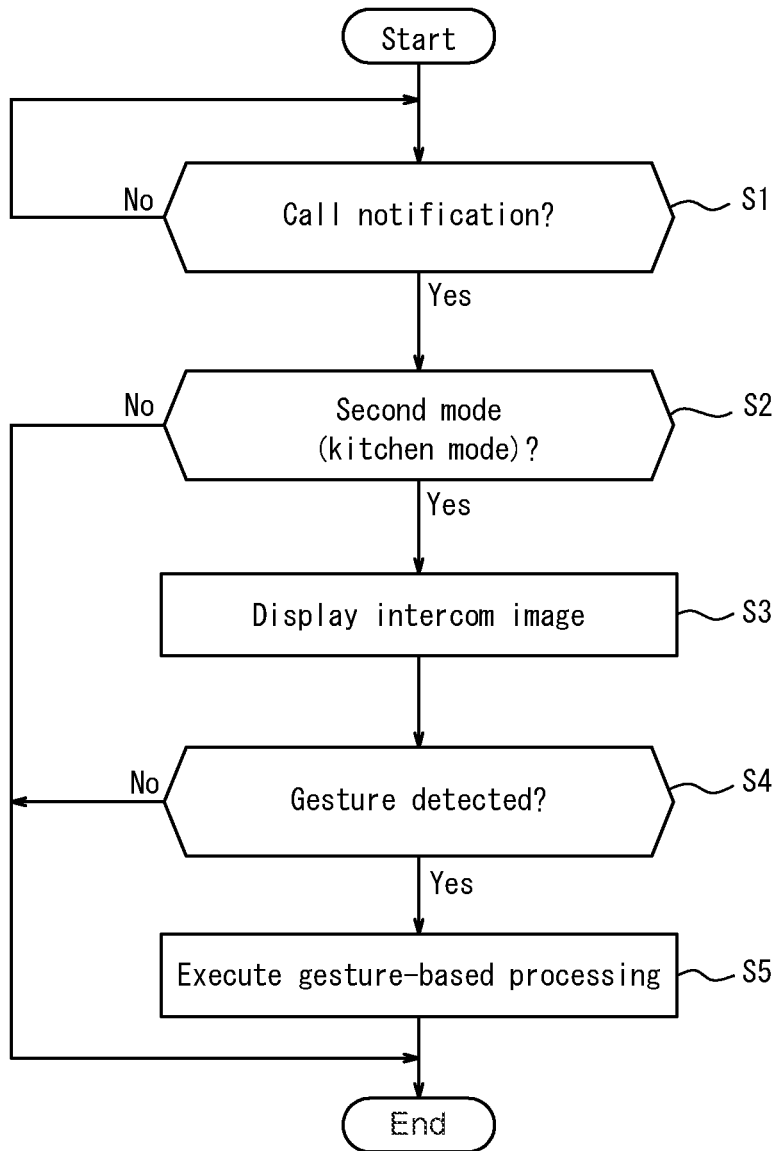 Start
No
Call notification?
S1
Yes
No
Second mode
(kitchen mode)?
S2
Yes
Display intercom image
S3
No
Gesture detected?
S4
Yes
Execute gesture-based processing
S5
End